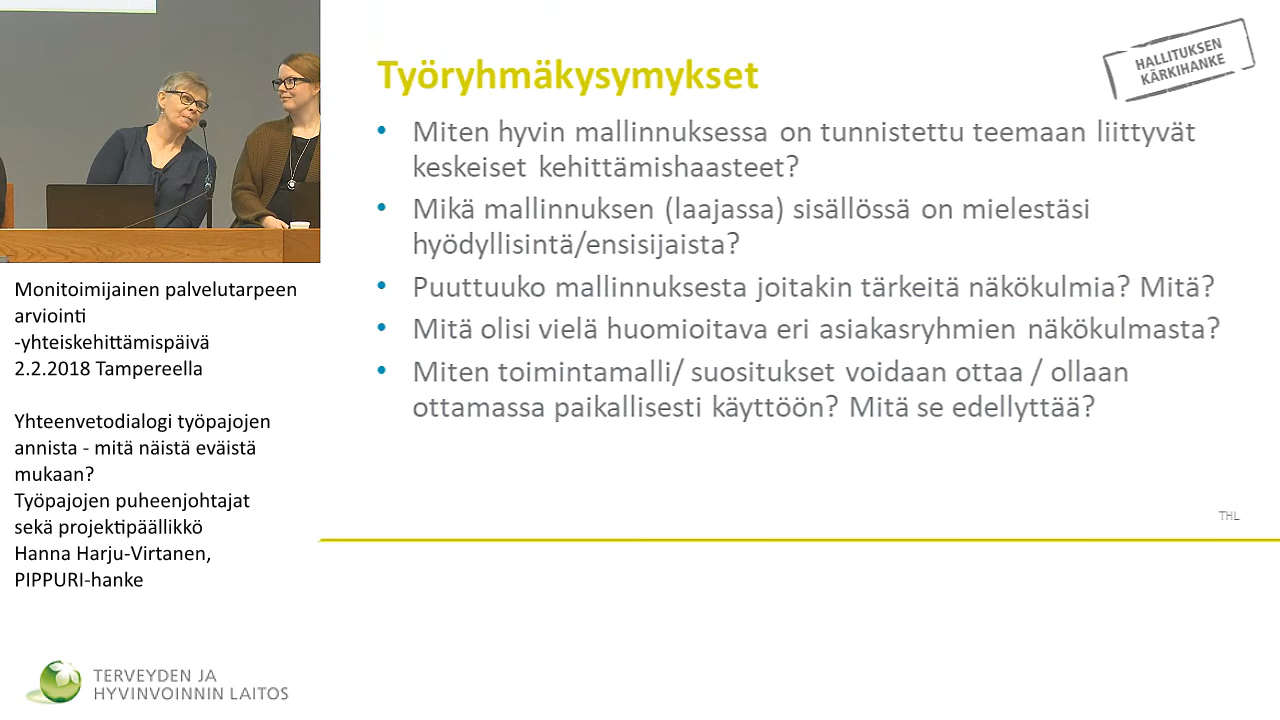 Työryhmäkysymykset
HALLITUKSEN
KÄRKIHANKE
• Miten hyvin mallinnuksessa on tunnistettu teemaan liittyvät
keskeiset kehittämishaasteet?
• Mikä mallinnuksen (laajassa) sisällössä on mielestäsi
hyödyllisintä/ensisijaista?
• Puuttuuko mallinnuksesta joitakin tärkeitä näkökulmia? Mitä?
• Mitä olisi vielä huomioitava eri asiakasryhmien näkökulmasta?
• Miten toimintamalli/ suositukset voidaan ottaa / ollaan
ottamassa paikallisesti käyttöön? Mitä se edellyttää?
THL
Monitoimijainen palvelutarpeen
arviointi
-yhteiskehittämispäivä
2.2.2018 Tampereella
Yhteenvetodialogi työpajojen
annista - mitä näistä eväistä
mukaan?
Työpajojen puheenjohtajat
sekä projektipäällikkö
Hanna Harju-Virtanen,
PIPPURI-hanke
TERVEYDEN JA
HYVINVOINNIN LAITOS